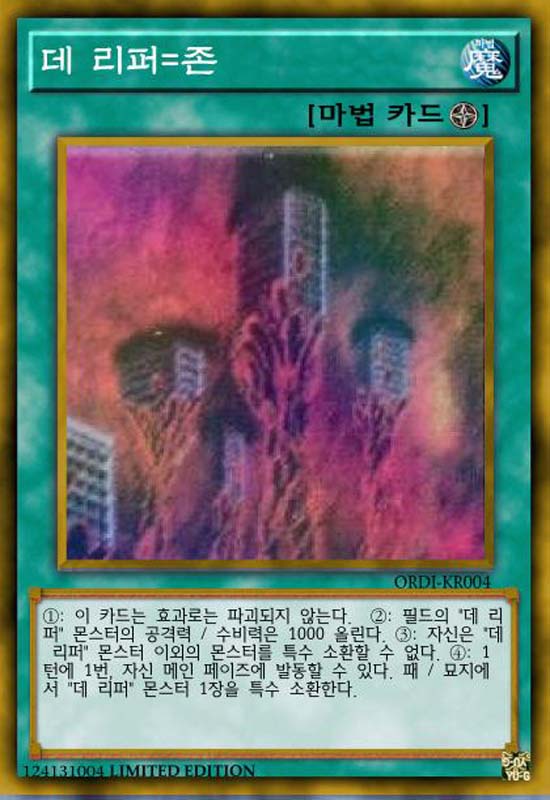 데 리퍼=존
마법
魔
[마법 카드]
ORDI-KR004
①: 이 카드는 효과로는 파괴되지 않는다. ②: 필드의 "데 리
퍼" 몬스터의 공격력 / 수비력은 1000 올린다. ③: 자신은 "데
리퍼" 몬스터 이외의 몬스터를 특수 소환할 수 없다. ④: 1
턴에 1번, 자신 메인 페이즈에 발동할 수 있다. 패 / 묘지에
서 "데 리퍼" 몬스터 1장을 특수 소환한다.
124131004 LIMITED EDITION